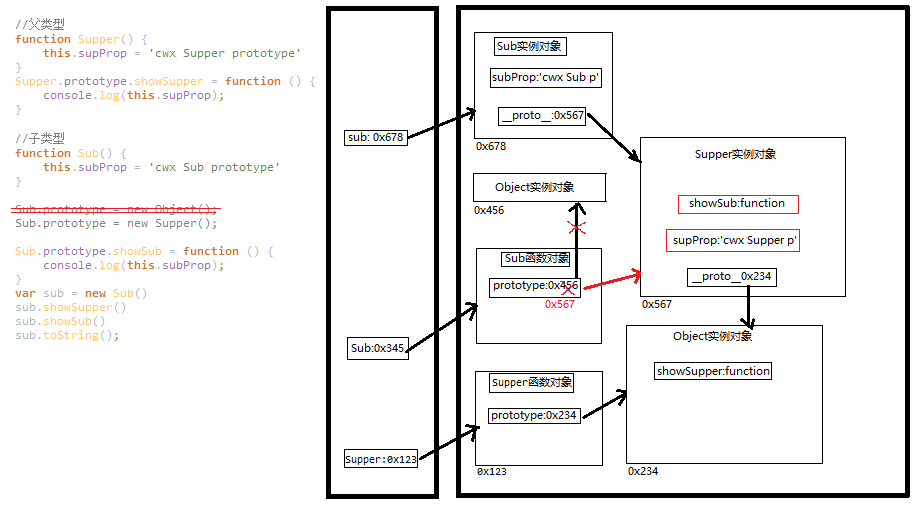 //父类型
function Supper() {
    this.supProp = 'cwx Supper prototype'
}
Supper.prototype.showSupper = function () {
    console.log(this.supProp);
}
//子类型
function Sub() {
    this.subProp = 'cwx Sub prototype'
}
Sub.prototype = new Object();
Sub.prototype = new Supper();
Sub.prototype.showSub = function () {
    console.log(this.subProp);
}
var sub = new Sub()
sub.showSupper()
sub.showSub()
sub.toString();
sub: 0x678
Sub:0x345
Supper:0x123
Sub实例对象
subProp:'cwx Sub p'
__proto__:0x567
0x678
Object实例对象
0x456
Sub函数对象
prototype:0x456
0x567
Supper函数对象
prototype:0x234
0x123
Supper实例对象
showSub:function
supProp:'cwx Supper p'
__proto__0x234
0x567
Object实例对象
showSupper:function
0x234